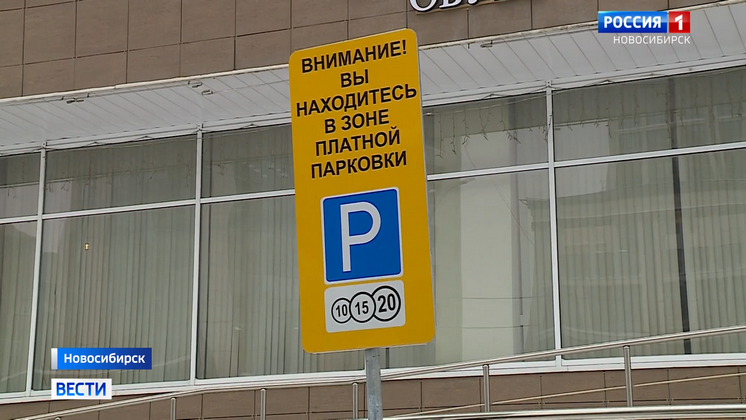 РОССИЯ 1
НОВОСИБИРСК
ВНИМАНИЕ!
ВЫ
НАХОДИТЕСЬ
В ЗОНЕ
ПЛАТНОЙ
ПАРКОВКИ
P
10 15 20
Новосибирск
ВЕСТИ